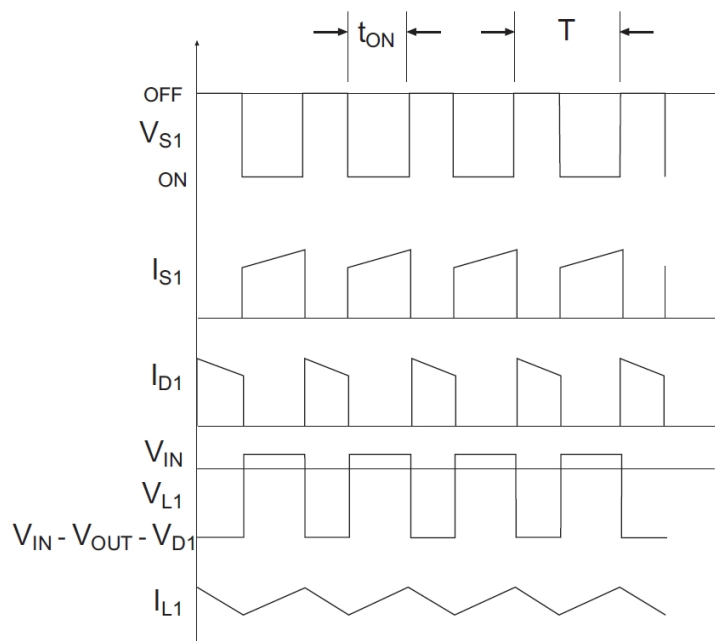 tON
T
OFF
VS1
ON
IS1
ID1
VIN
VL1
VIN - VOUT - VD1
IL1